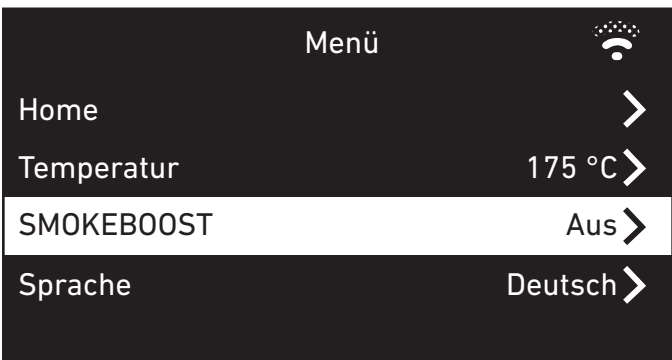 Menü
Home
Temperatur 175 °C
SMOKEBOOST Aus
Sprache Deutsch